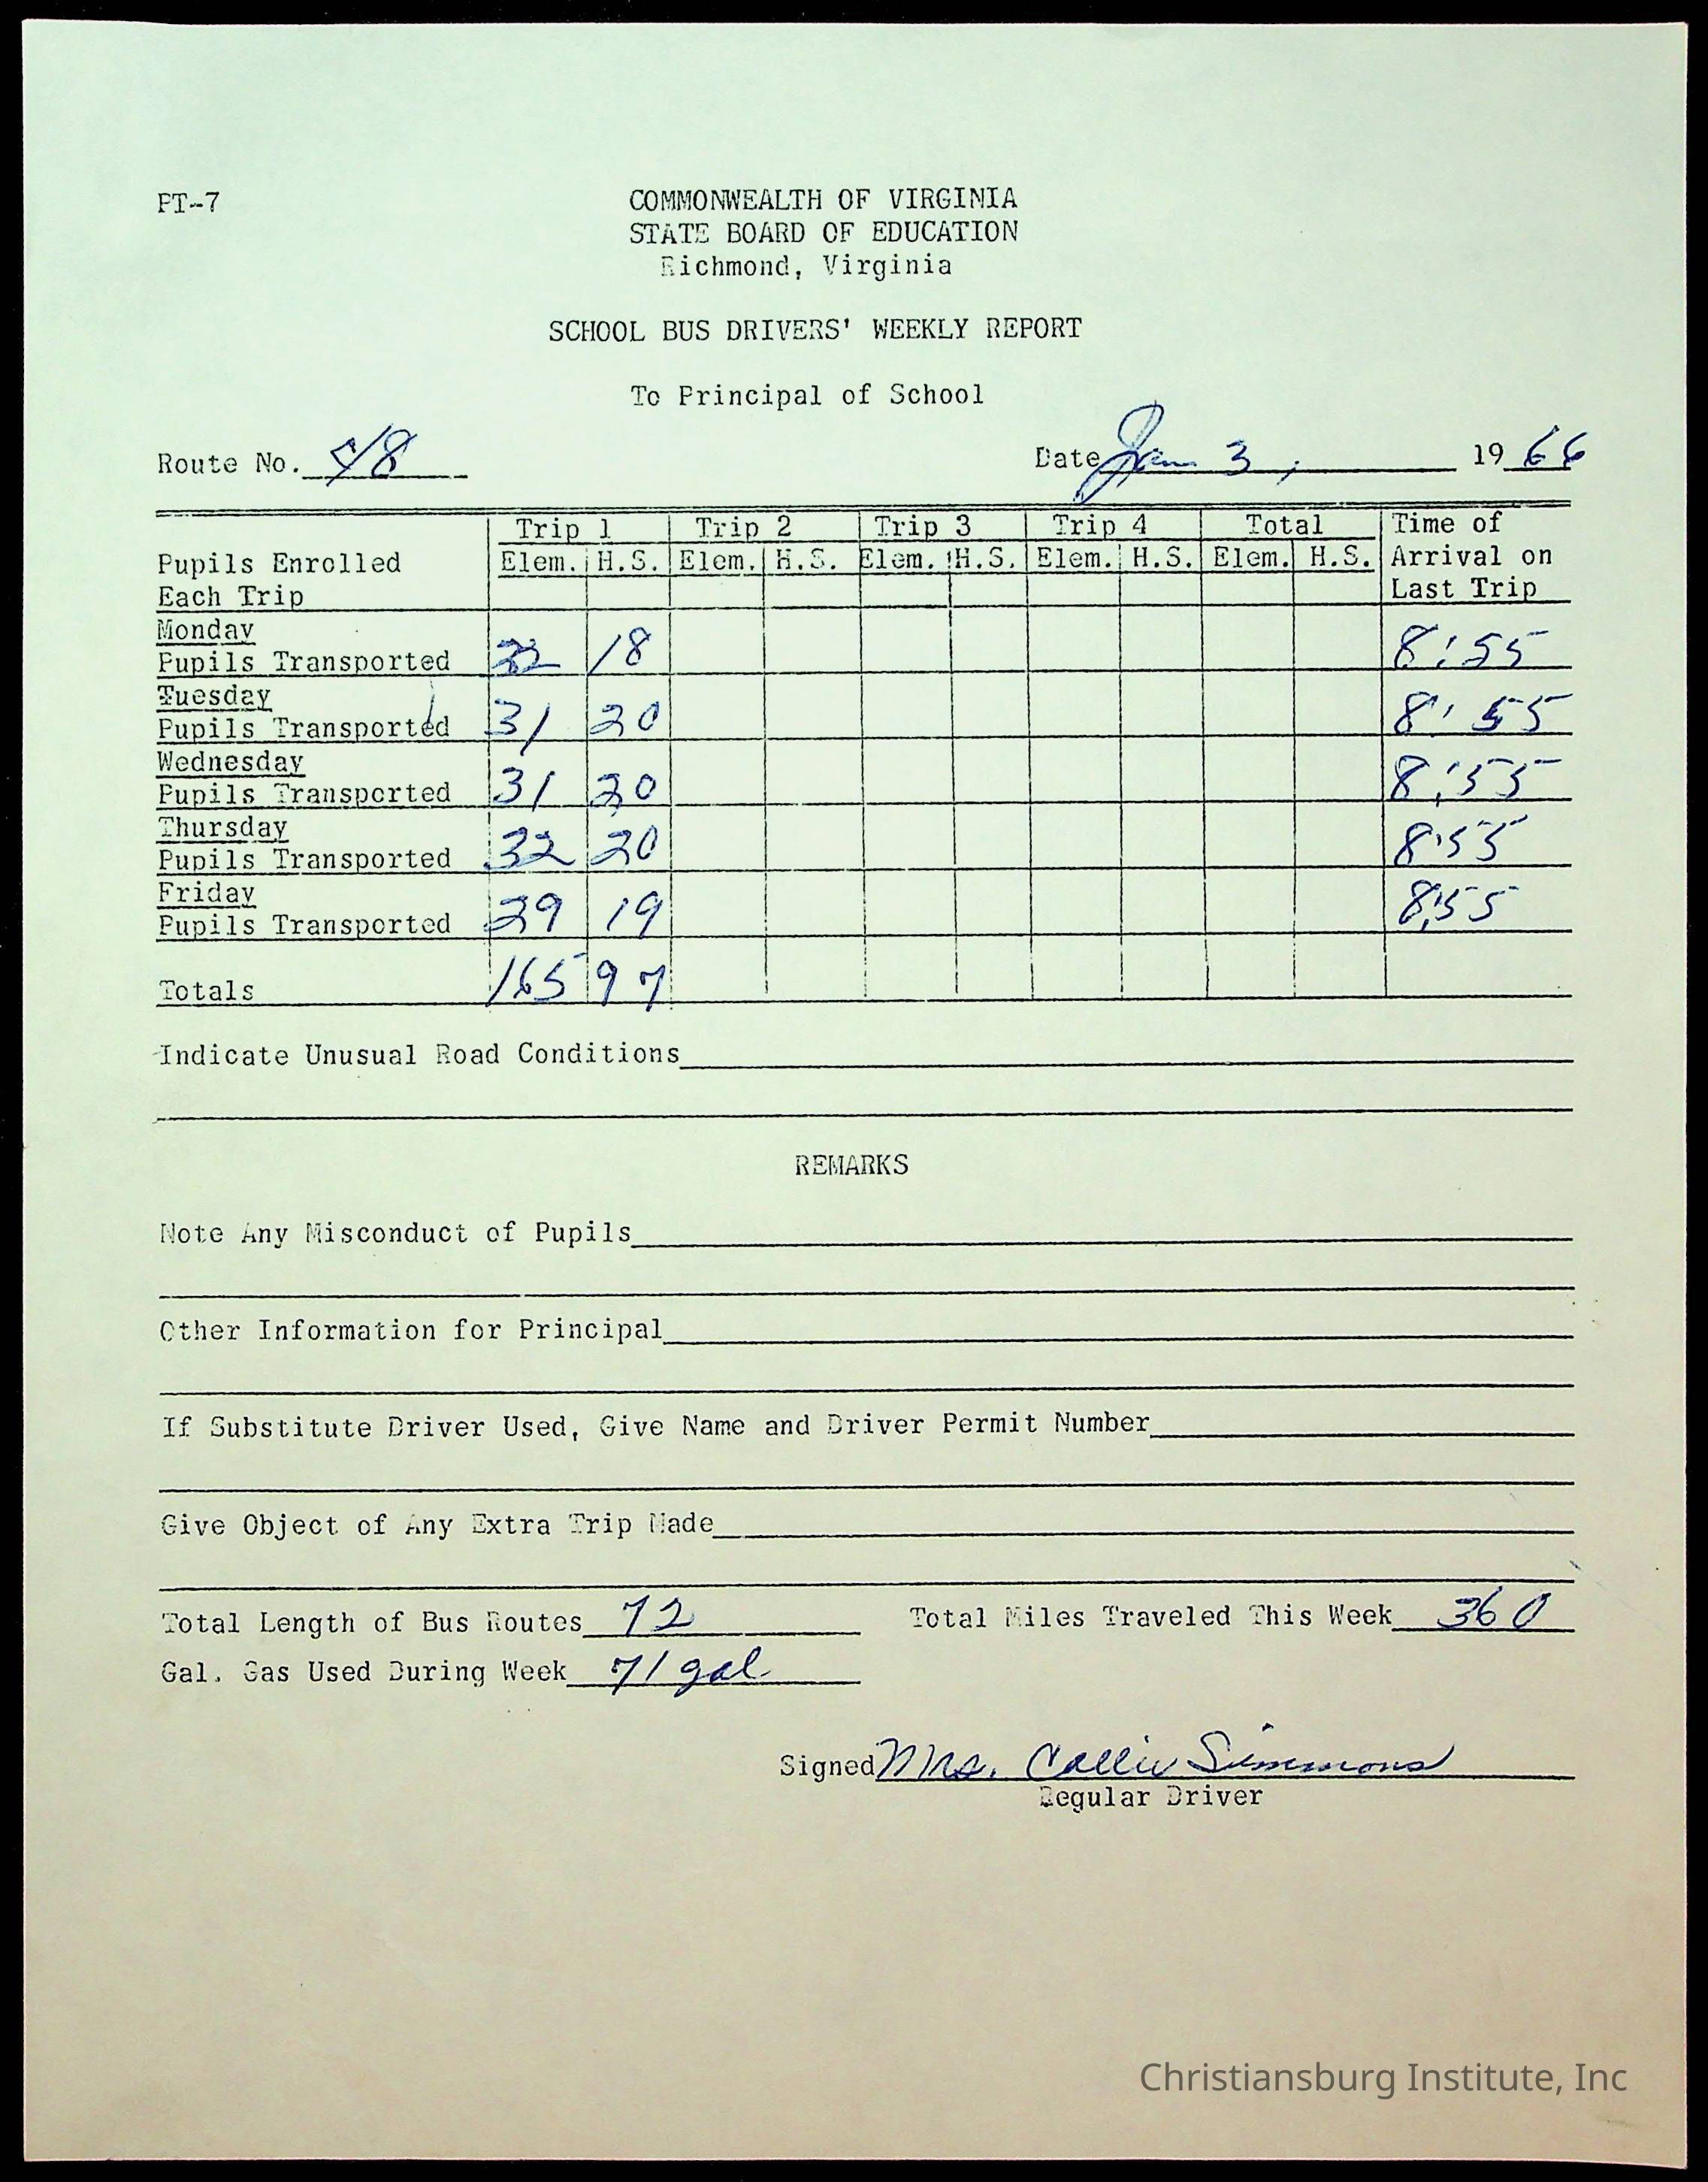 PT-7
COMMONWEALTH OF VIRGINIA
STATE BOARD OF EDUCATION
Richmond, Virginia
SCHOOL BUS DRIVERS' WEEKLY REPORT
To Principal of School
Route No. 48 Date Jan 3, 1966
Trip 1 Trip 2 Trip 3 Trip 4 Total Time of
Pupils Enrolled Elem. H.S. Elem. H.S. Elem. H.S. Elem. H.S. Elem. H.S. Arrival on
Each Trip Last Trip
Monday
Pupils Transported 18 8:55
Tuesday
Pupils Transported 31 20 8:55
Wednesday
Pupils Transported 31 20 8:55
Thursday
Pupils Transported 32 20 8:55
Friday
Pupils Transported 29 19 8:55
Totals 165 97
Indicate Unusual Road Conditions
REMARKS
Note Any Misconduct of Pupils
Other Information for Principal
If Substitute Driver Used, Give Name and Driver Permit Number
Give Object of Any Extra Trip Made
Total Length of Bus Routes 72 Total Miles Traveled This Week 360
Gal. Gas Used During Week 71 gal
Signed Mrs. Callie Simmons
Regular Driver
Christiansburg Institute, Inc